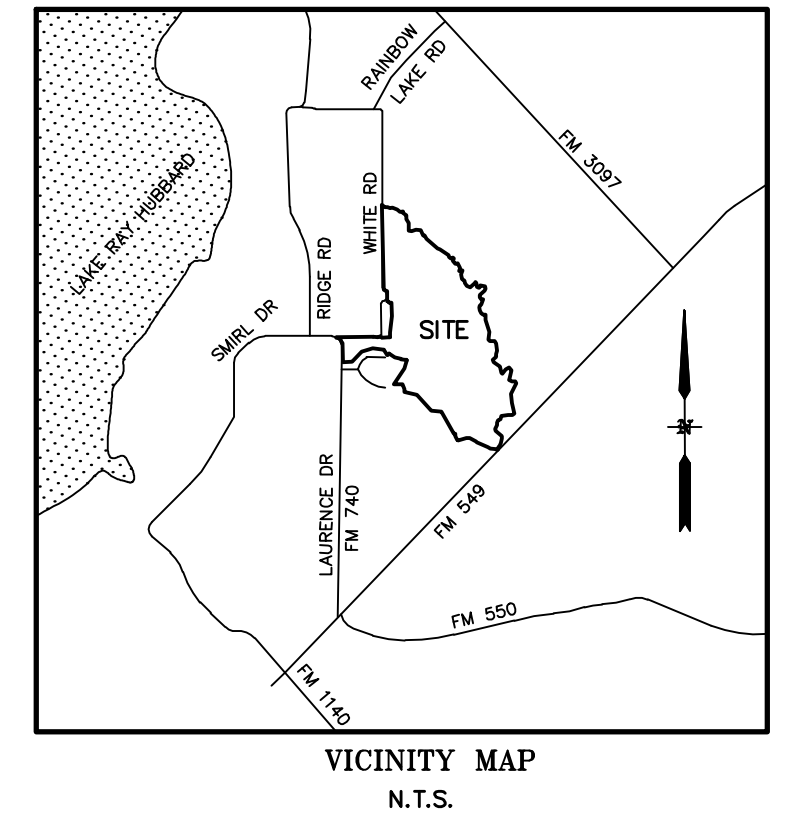 RAINBOW
LAKE RD
FM 3097
LAKE RAY HUBBARD
WHITE RD
RIDGE RD
SMIRL DR
SITE
N
LAURENCE DR
FM 740
FM 549
FM 550
FM 1140
VICINITY MAP
N.T.S.